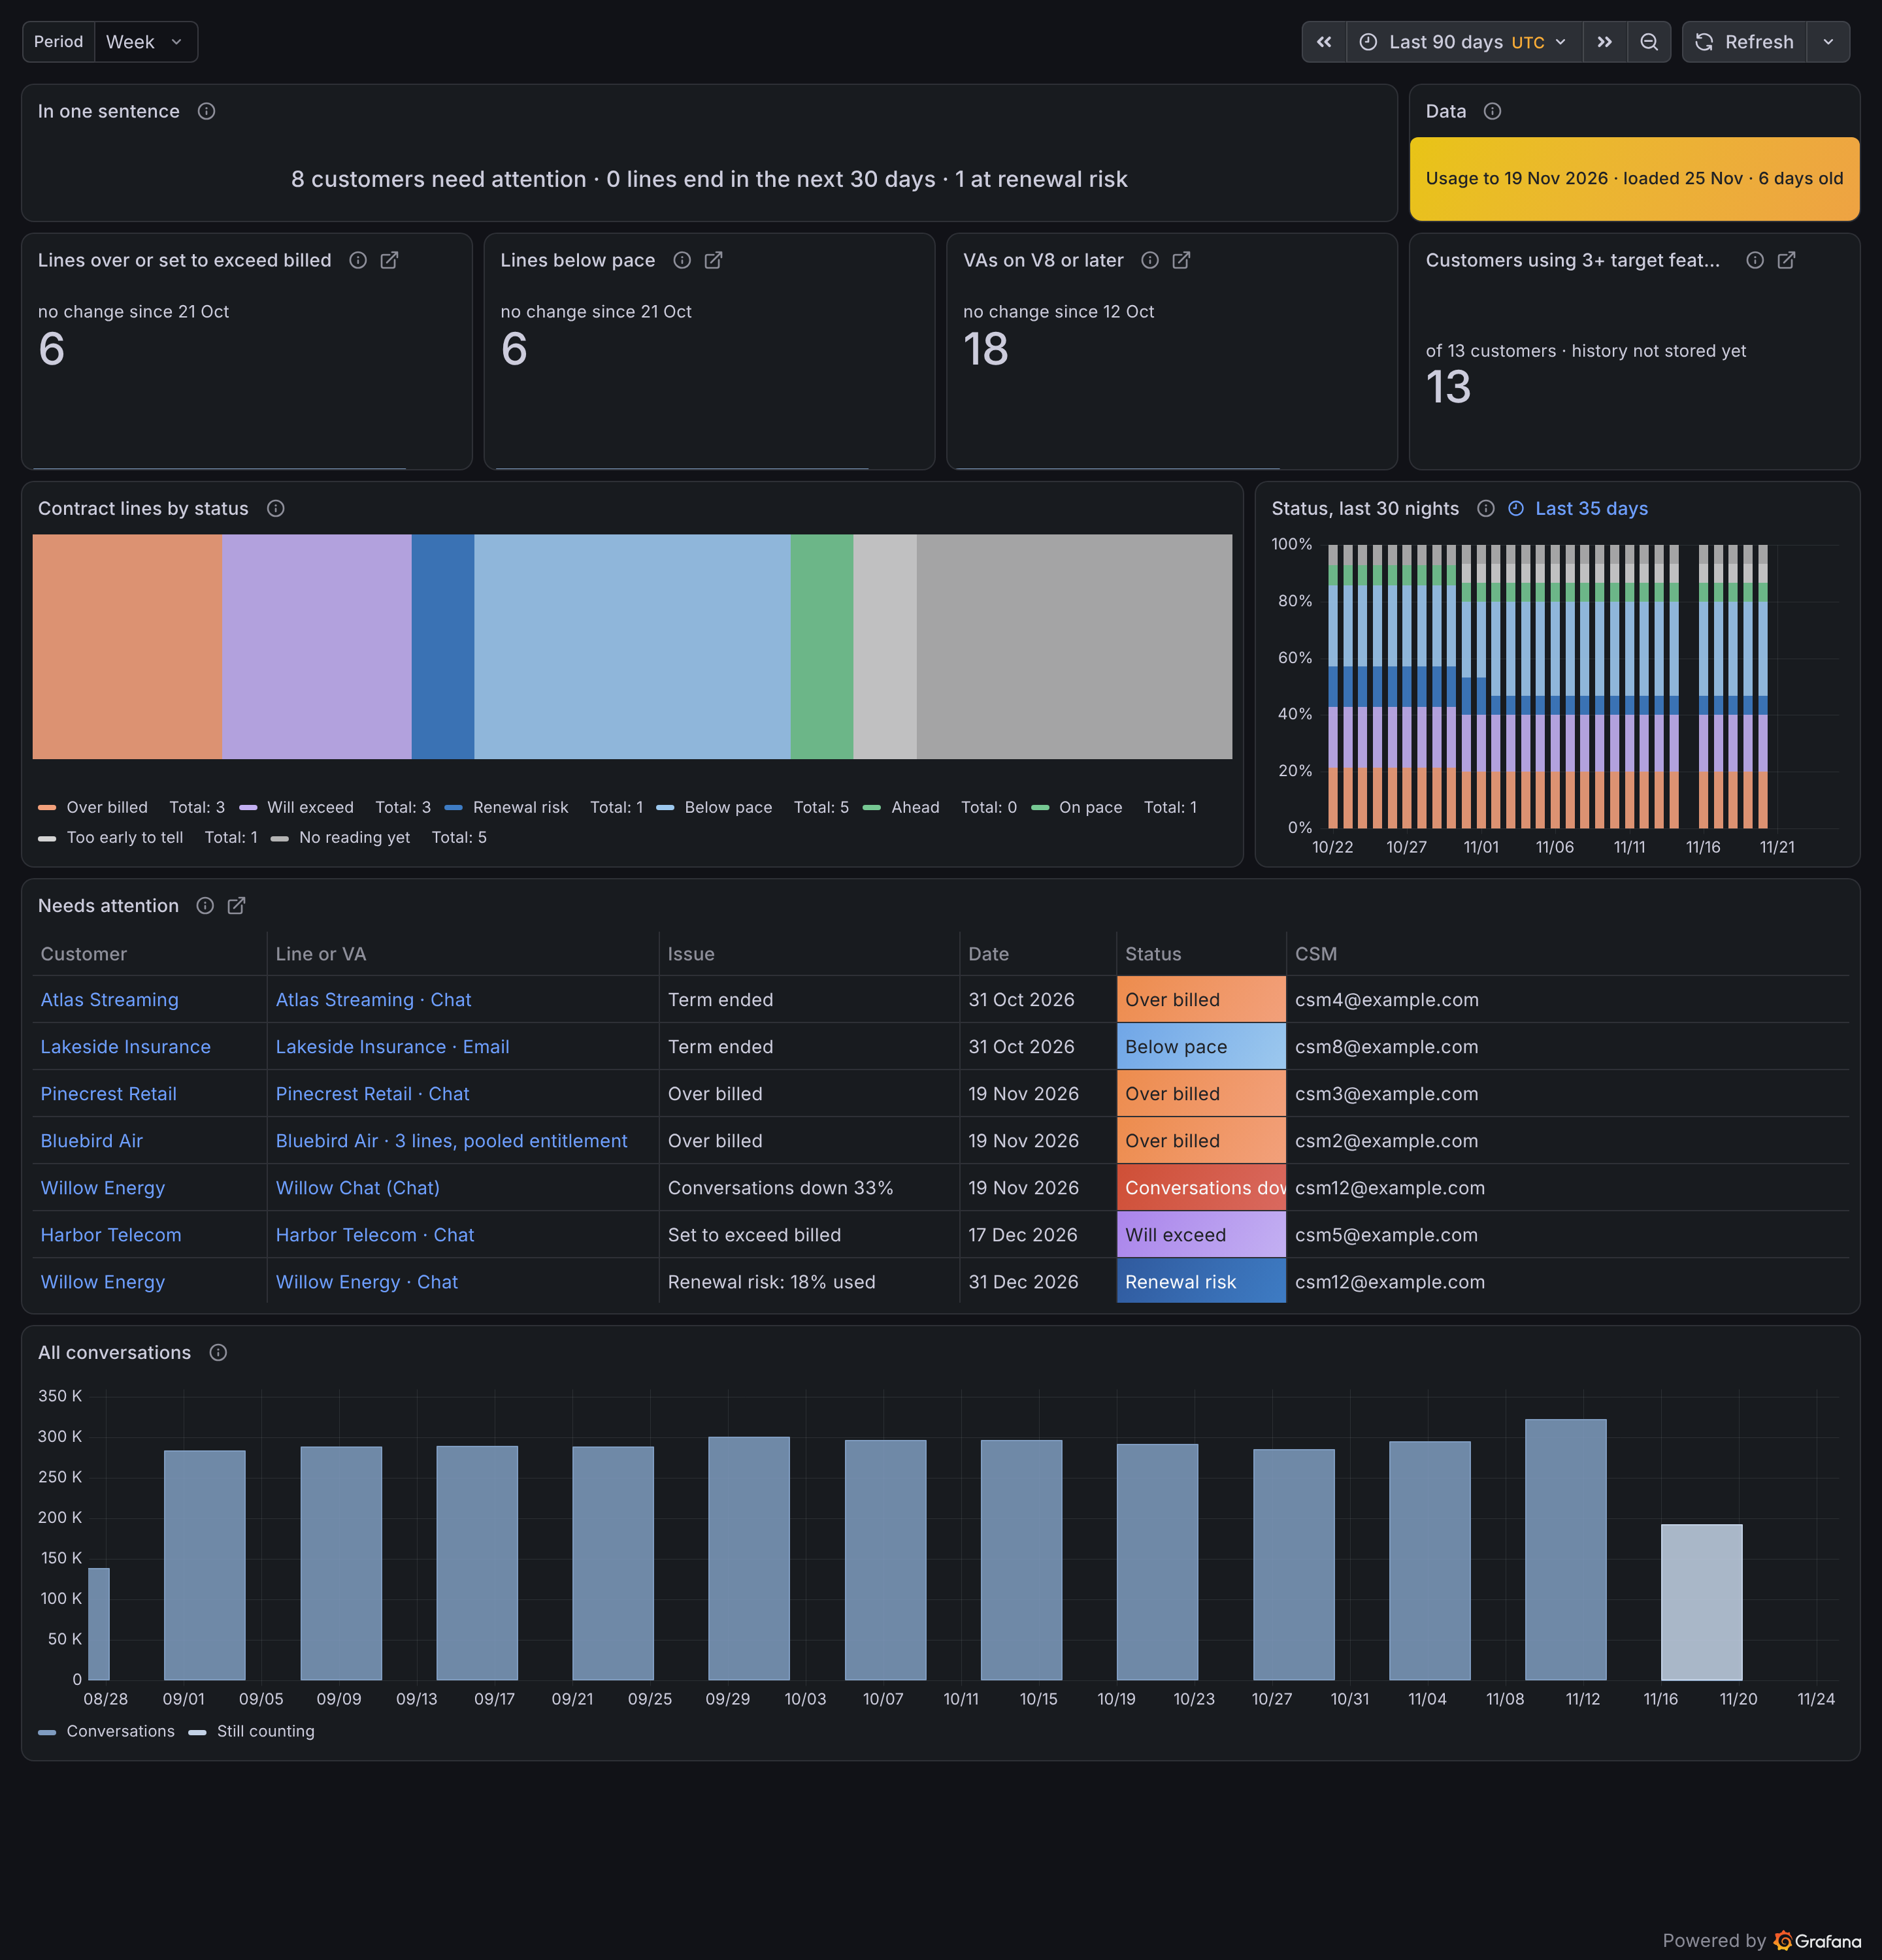 Period Week
Last 90 days UTC
Refresh
In one sentence
8 customers need attention · 0 lines end in the next 30 days · 1 at renewal risk
Data
Usage to 19 Nov 2026 · loaded 25 Nov · 6 days old
Lines over or set to exceed billed
no change since 21 Oct
6
Lines below pace
no change since 21 Oct
6
VAs on V8 or later
no change since 12 Oct
18
Customers using 3+ target feat...
of 13 customers · history not stored yet
13
Contract lines by status
Over billed Total: 3 Will exceed Total: 3 Renewal risk Total: 1 Below pace Total: 5 Ahead Total: 0 On pace Total: 1
Too early to tell Total: 1 No reading yet Total: 5
Status, last 30 nights Last 35 days
100%
80%
60%
40%
20%
0%
10/22 10/27 11/01 11/06 11/11 11/16 11/21
Needs attention
Customer Line or VA Issue Date Status CSM
Atlas Streaming Atlas Streaming · Chat Term ended 31 Oct 2026 Over billed csm4@example.com
Lakeside Insurance Lakeside Insurance · Email Term ended 31 Oct 2026 Below pace csm8@example.com
Pinecrest Retail Pinecrest Retail · Chat Over billed 19 Nov 2026 Over billed csm3@example.com
Bluebird Air Bluebird Air · 3 lines, pooled entitlement Over billed 19 Nov 2026 Over billed csm2@example.com
Willow Energy Willow Chat (Chat) Conversations down 33% 19 Nov 2026 Conversations dow csm12@example.com
Harbor Telecom Harbor Telecom · Chat Set to exceed billed 17 Dec 2026 Will exceed csm5@example.com
Willow Energy Willow Energy · Chat Renewal risk: 18% used 31 Dec 2026 Renewal risk csm12@example.com
All conversations
350 K
300 K
250 K
200 K
150 K
100 K
50 K
0
08/28 09/01 09/05 09/09 09/13 09/17 09/21 09/25 09/29 10/03 10/07 10/11 10/15 10/19 10/23 10/27 10/31 11/04 11/08 11/12 11/16 11/20 11/24
Conversations Still counting
Powered by Grafana